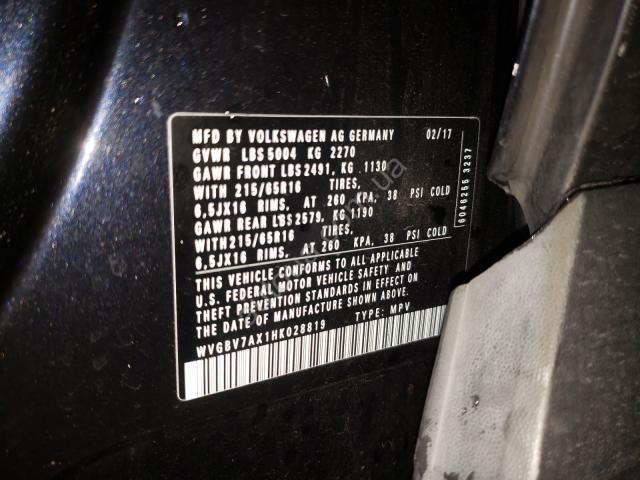 MFD BY VOLKSWAGEN AG GERMANY 02/17
GVWR LBS 5004 KG 2270
GAWR FRONT LBS 2491, KG 1130
WITH 215/65R16 TIRES,
6,5JX16 RIMS, AT 260 KPA, 38 PSI COLD
GAWR REAR LBS 2579, KG 1190
WITH 215/65R16 TIRES,
6,5JX16 RIMS, AT 260 KPA, 38 PSI COLD
THIS VEHICLE CONFORMS TO ALL APPLICABLE
U.S. FEDERAL MOTOR VEHICLE SAFETY AND
THEFT PREVENTION STANDARDS IN EFFECT ON
THE DATE OF MANUFACTURE SHOWN ABOVE.
WVGBV7AX1HK028819 TYPE: MPV
6046255 3237